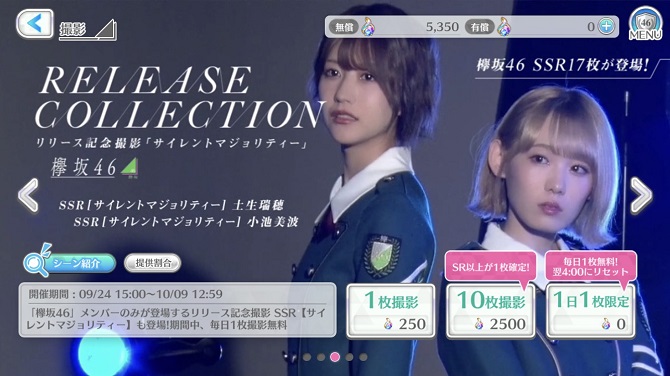 撮影
無償 5,350 有償 0
46
MENU
欅坂46 SSR17枚が登場!
RELEASE
COLLECTION
リリース記念撮影「サイレントマジョリティー」
欅坂46
SSR[サイレントマジョリティー]土生瑞穂
SSR[サイレントマジョリティー]小池美波
シーン紹介
提供割合
SR以上が1枚確定!
毎日1枚無料!
翌4:00にリセット
開催期間:09/24 15:00～10/09 12:59
「欅坂46」メンバーのみが登場するリリース記念撮影 SSR【サイ
レントマジョリティー】も登場!期間中、毎日1枚撮影無料
1枚撮影
250
10枚撮影
2500
1日1枚限定
0